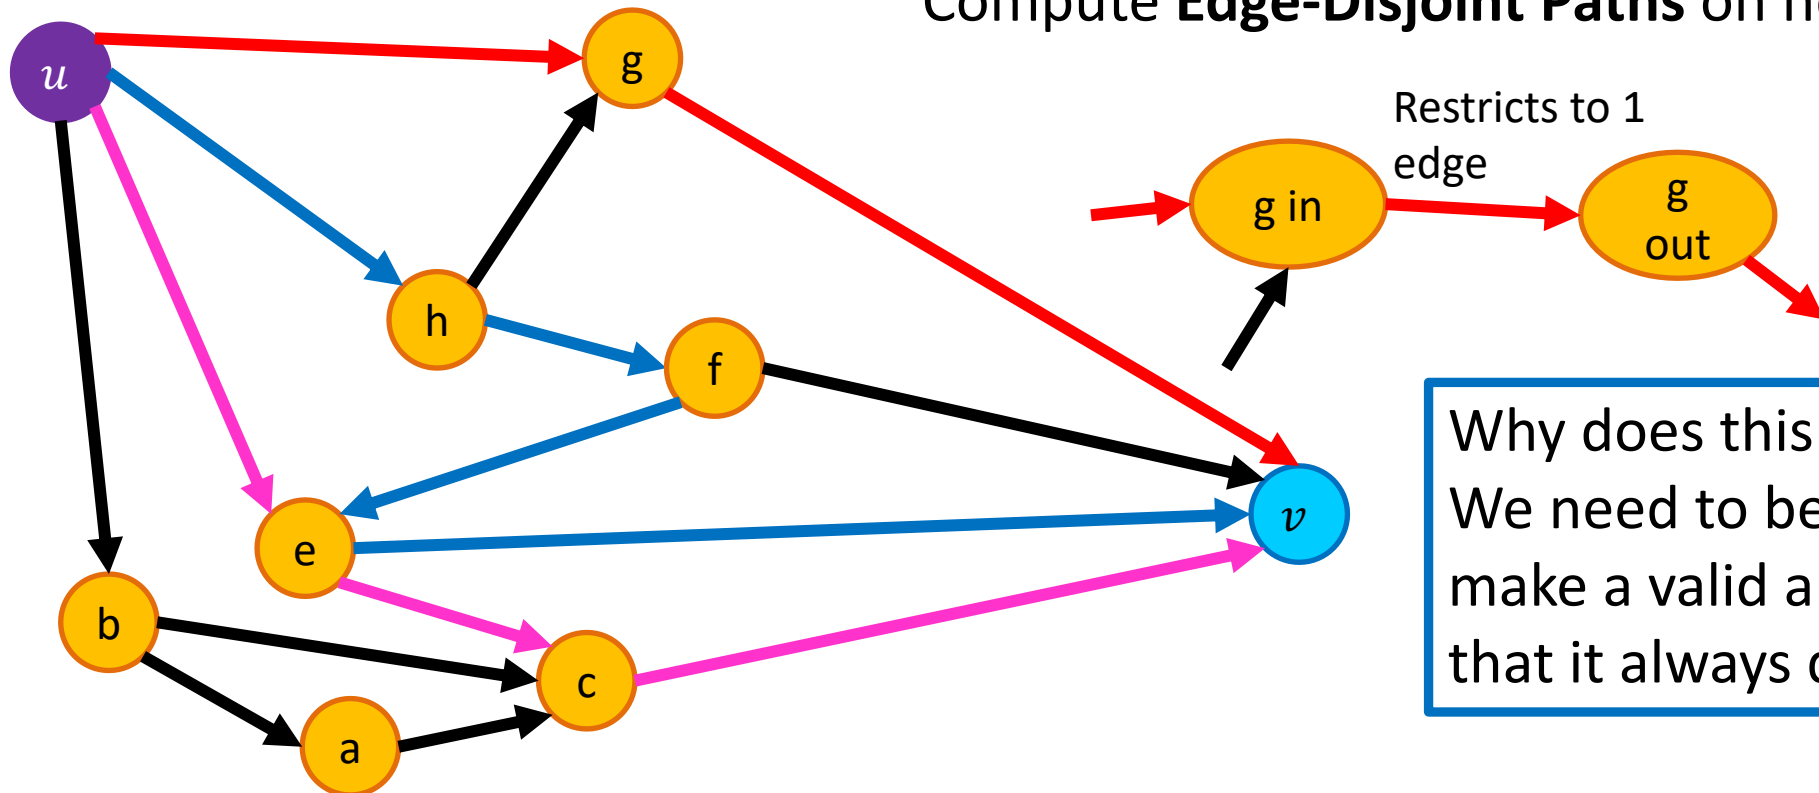 Compute Edge-Disjoint Paths on
u
g
Restricts to 1
edge
g in
g
out
h
f
Why does this
We need to be
v
e
make a valid a
b
that it always
c
a